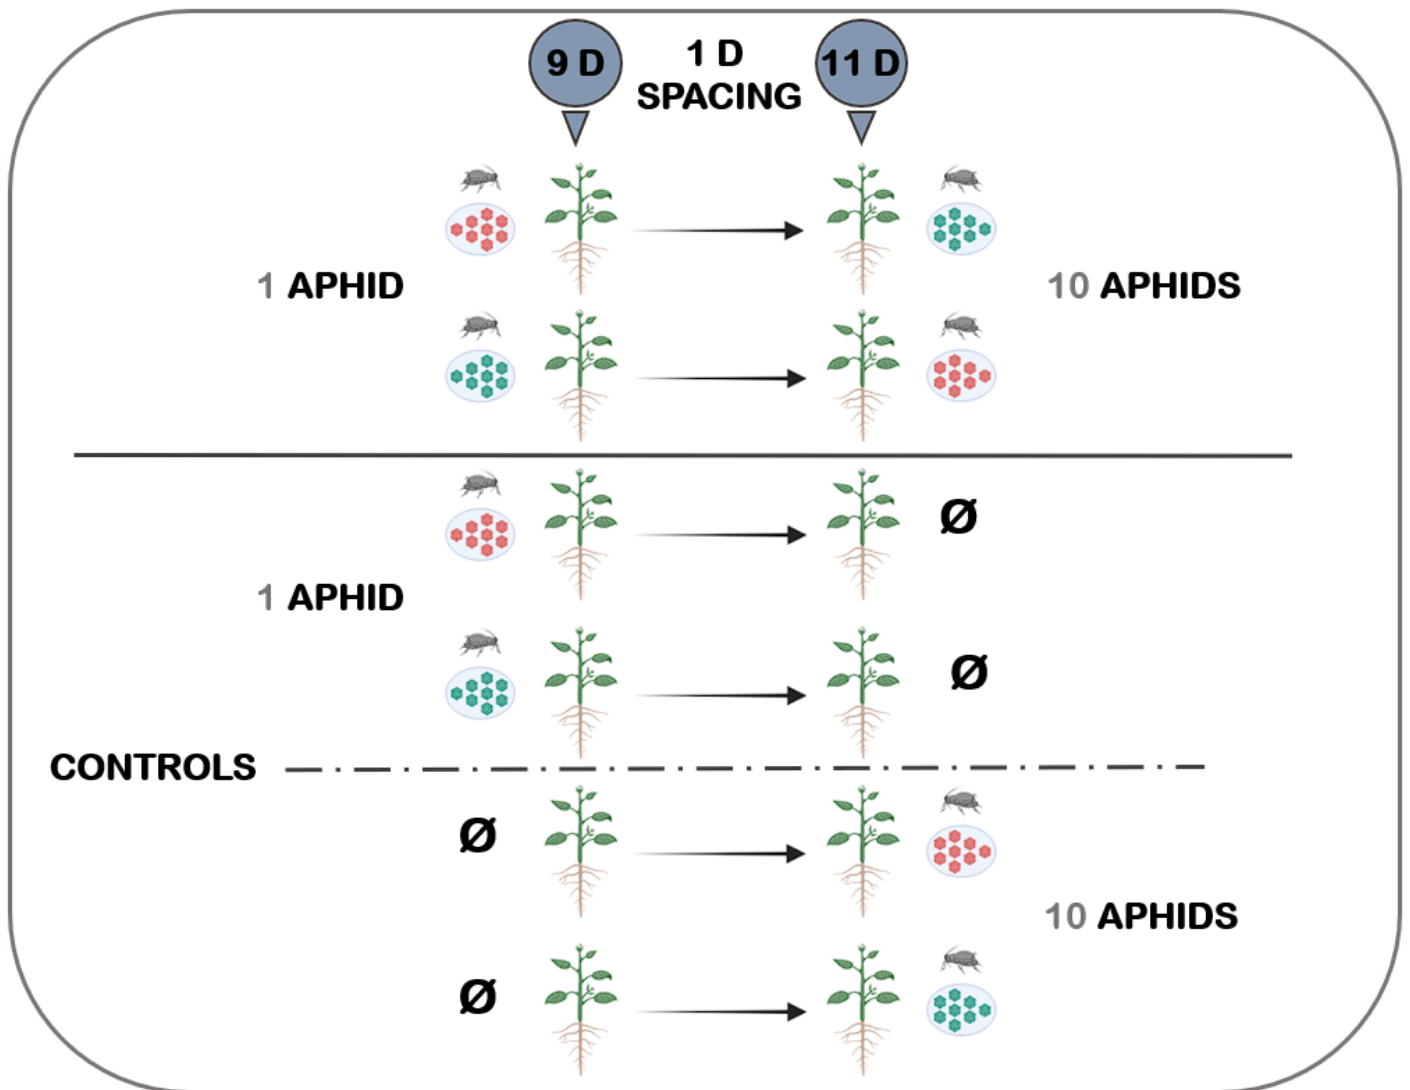 9 D
1 D
SPACING
11 D
1 APHID
10 APHIDS
Ø
1 APHID
Ø
CONTROLS
Ø
10 APHIDS
Ø